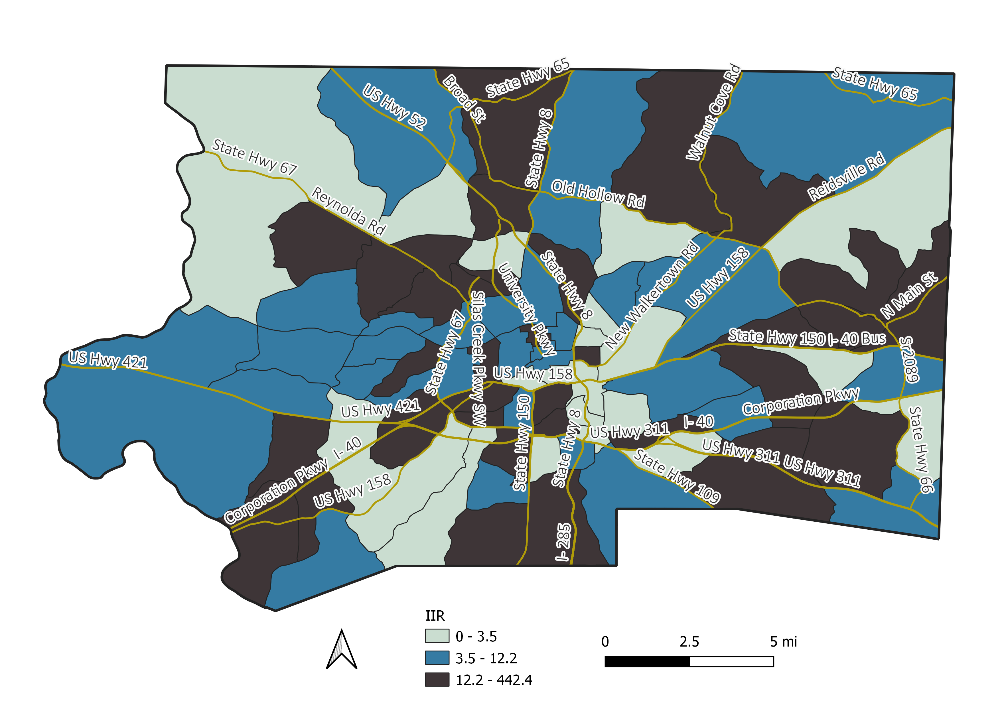 State Hwy 65
State Hwy 65
Broad St
US Hwy 52
Walnut Cove Rd
State Hwy 8
State Hwy 67
Reidsville Rd
Old Hollow Rd
Reynolda Rd
New Walkertown Rd
US Hwy 158
State Hwy 8
University Pkwy
N Main St
Silas Creek Pkwy SW
State Hwy 67
State Hwy 150
I- 40 Bus
Sr2089
US Hwy 421
US Hwy 158
Corporation Pkwy
US Hwy 421
State Hwy 150
State Hwy 8
I- 40
US Hwy 311
State Hwy 66
I- 40
Corporation Pkwy
US Hwy 311
US Hwy 311
State Hwy 109
US Hwy 158
I- 285
IIR
0 - 3.5
3.5 - 12.2
12.2 - 442.4
0 2.5 5 mi